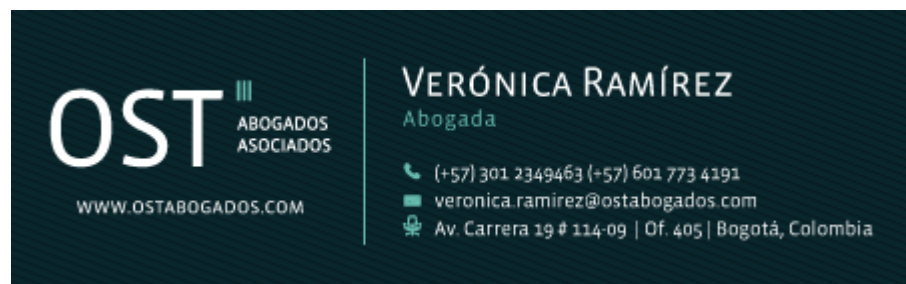 OST
ABOGADOS
ASOCIADOS
WWW.OSTABOGADOS.COM
VERÓNICA RAMÍREZ
Abogada
(+57) 301 2349463 (+57) 601 773 4191
veronica.ramirez@ostabogados.com
Av. Carrera 19 # 114-09 | Of. 405 | Bogotá, Colombia